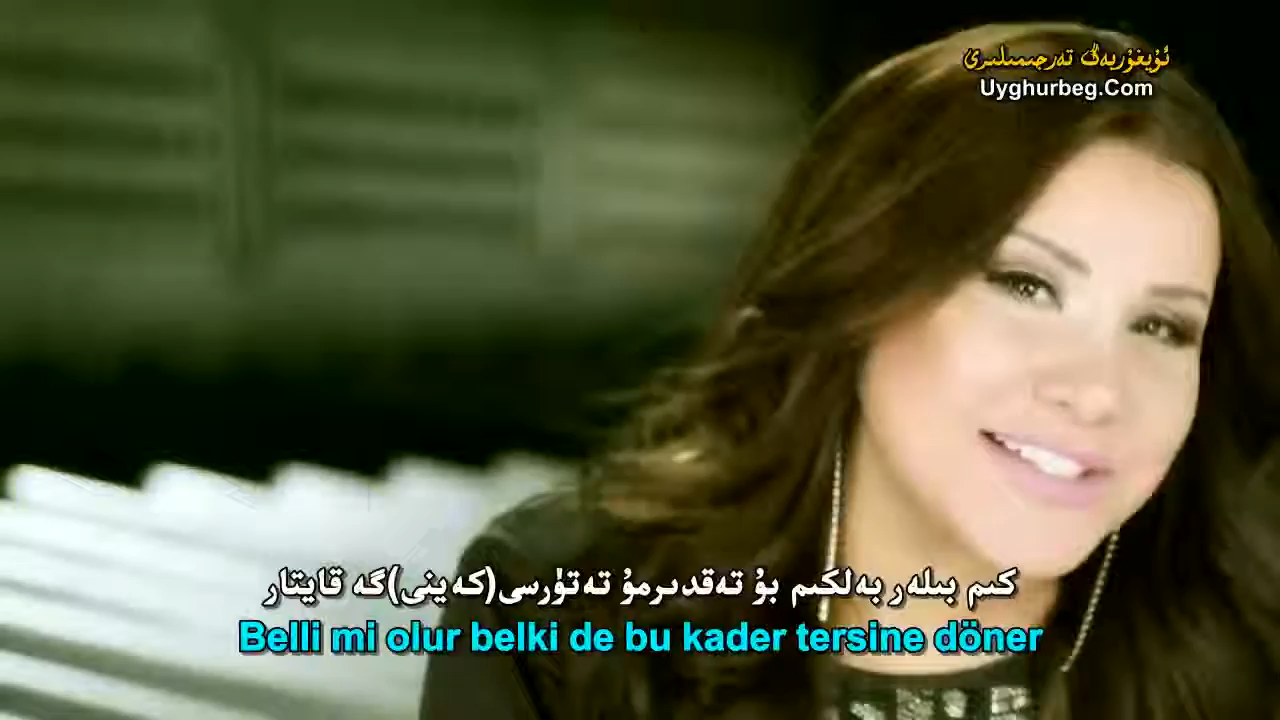 ئۇيغۇربەگ تەرجىمىلىرى
Uyghurbeg.Com
كىم بىلەر بەلكىم بۇ تەقدىرمۇ تەتۈرسى(كەينى)گە قايتار
Belli mi olur belki de bu kader tersine döner